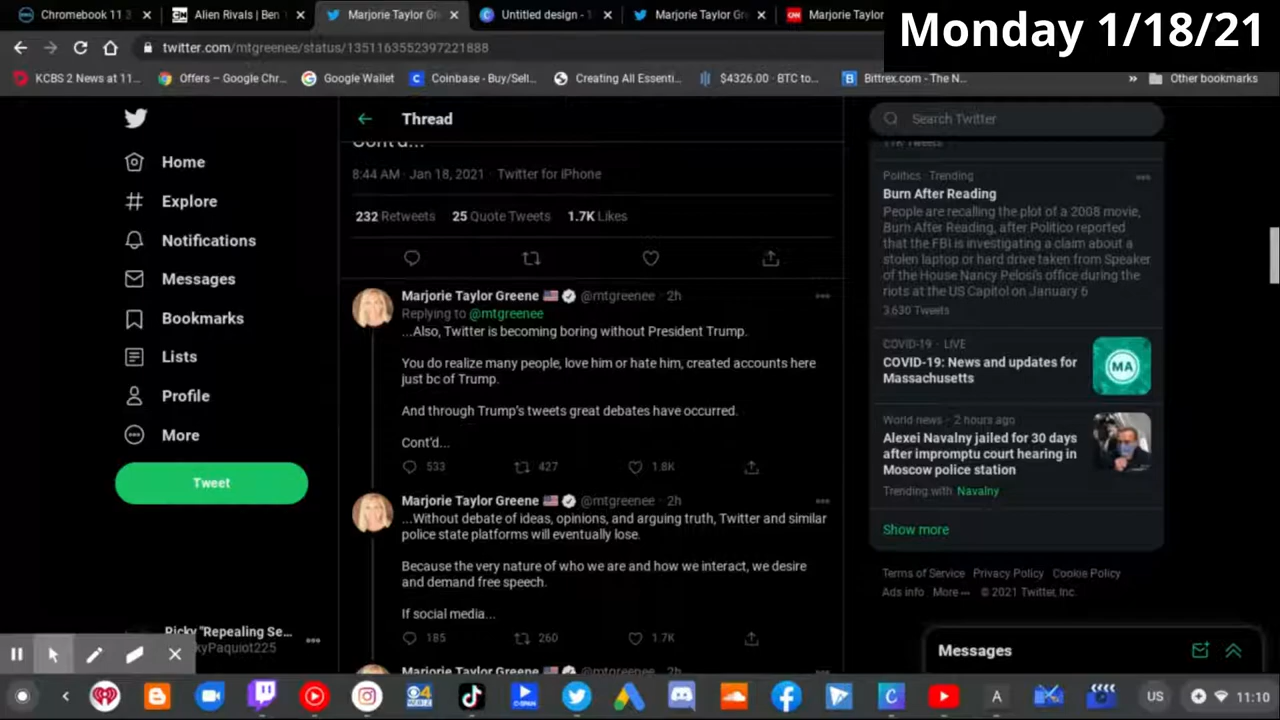 Chromebook 11 3
Alien Rivals | Ben
Marjorie Taylor Gr
Untitled design - 1
Marjorie Taylor Gr
Marjorie Taylor
Monday 1/18/21
twitter.com/mtgreenee/status/1351163552397221888
KCBS 2 News at 11...
Offers – Google Chr...
Google Wallet
Coinbase - Buy/Sell...
Creating All Essenti...
$4326.00 · BTC to...
Bittrex.com - The N...
Other bookmarks
Home
Explore
Notifications
Messages
Bookmarks
Lists
Profile
More
Tweet
Ricky "Repealing Se...
kyPaquiot225
Thread
Cont'd...
8:44 AM · Jan 18, 2021 · Twitter for iPhone
232 Retweets 25 Quote Tweets 1.7K Likes
Marjorie Taylor Greene @mtgreenee · 2h
Replying to @mtgreenee
...Also, Twitter is becoming boring without President Trump.
You do realize many people, love him or hate him, created accounts here
just bc of Trump.
And through Trump's tweets great debates have occurred.
Cont'd...
533 427 1.8K
Marjorie Taylor Greene @mtgreenee · 2h
...Without debate of ideas, opinions, and arguing truth, Twitter and similar
police state platforms will eventually lose.
Because the very nature of who we are and how we interact, we desire
and demand free speech.
If social media...
185 260 1.7K
Marjorie Taylor Greene @mtgreenee · 2h
Search Twitter
Tweets
Politics · Trending
Burn After Reading
People are recalling the plot of a 2008 movie,
Burn After Reading, after Politico reported
that the FBI is investigating a claim about a
stolen laptop or hard drive taken from Speaker
of the House Nancy Pelosi's office during the
riots at the US Capitol on January 6
3,630 Tweets
COVID-19 · LIVE
COVID-19: News and updates for
Massachusetts
MA
World news · 2 hours ago
Alexei Navalny jailed for 30 days
after impromptu court hearing in
Moscow police station
Trending with Navalny
Show more
Terms of Service Privacy Policy Cookie Policy
Ads info More ··· © 2021 Twitter, Inc.
Messages
US
11:10